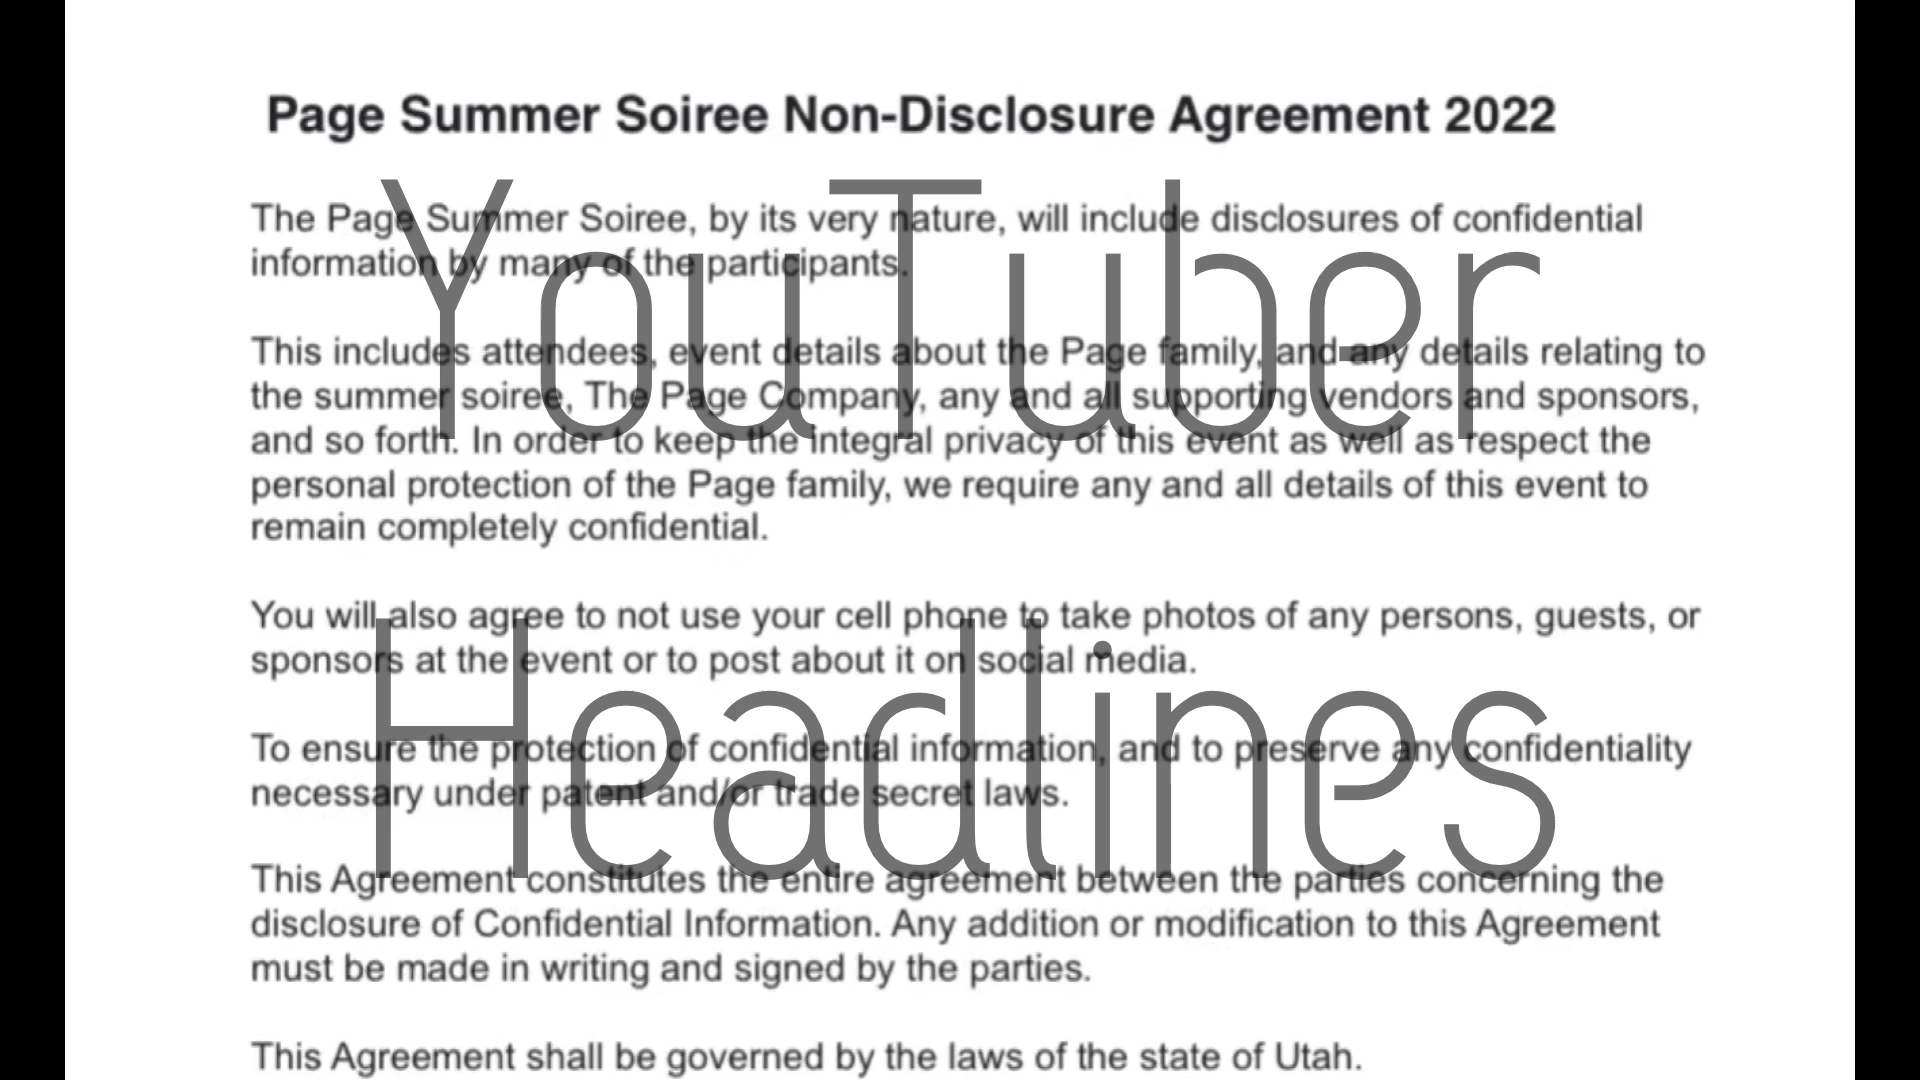 Page Summer Soiree Non-Disclosure Agreement 2022
The Page Summer Soiree, by its very nature, will include disclosures of confidential
information by many of the participants.
This includes attendees, event details about the Page family, and any details relating to
the summer soiree, The Page Company, any and all supporting vendors and sponsors,
and so forth. In order to keep the integral privacy of this event as well as respect the
personal protection of the Page family, we require any and all details of this event to
remain completely confidential.
You will also agree to not use your cell phone to take photos of any persons, guests, or
sponsors at the event or to post about it on social media.
To ensure the protection of confidential information, and to preserve any confidentiality
necessary under patent and/or trade secret laws.
This Agreement constitutes the entire agreement between the parties concerning the
disclosure of Confidential Information. Any addition or modification to this Agreement
must be made in writing and signed by the parties.
This Agreement shall be governed by the laws of the state of Utah.
YouTuber
Headlines